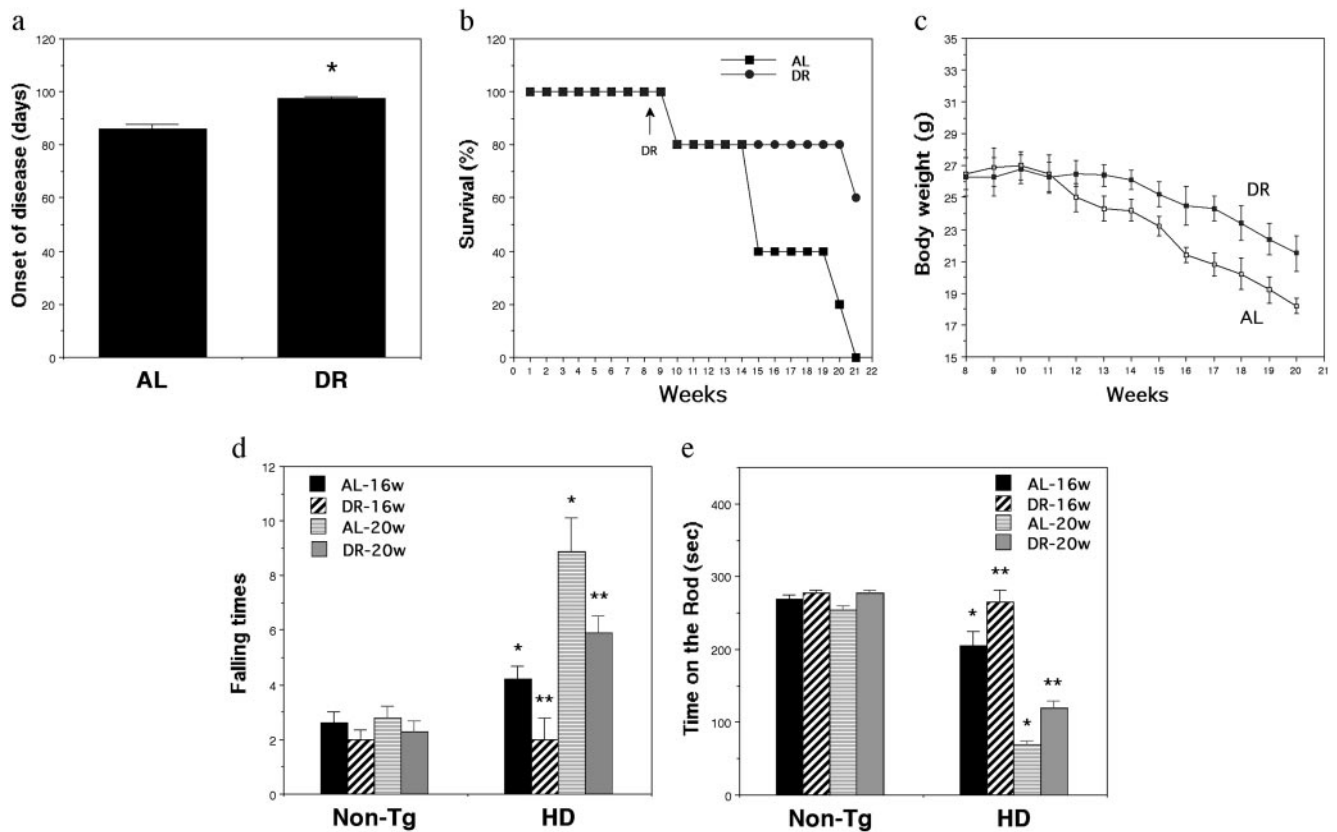 a
Onset of disease (days)
120
100
80
60
40
20
0
*
AL
DR
b
Survival (%)
120
100
80
60
40
20
0
AL
DR
DR
0 1 2 3 4 5 6 7 8 9 10 11 12 13 14 15 16 17 18 19 20 21 22
Weeks
c
Body weight (g)
35
33
31
29
27
25
23
21
19
17
15
DR
AL
8 9 10 11 12 13 14 15 16 17 18 19 20 21
Weeks
d
Falling times
12
10
8
6
4
2
0
AL-16w
DR-16w
AL-20w
DR-20w
*
**
*
**
Non-Tg
HD
e
Time on the Rod (sec)
400
300
200
100
0
AL-16w
DR-16w
AL-20w
DR-20w
*
**
*
**
Non-Tg
HD